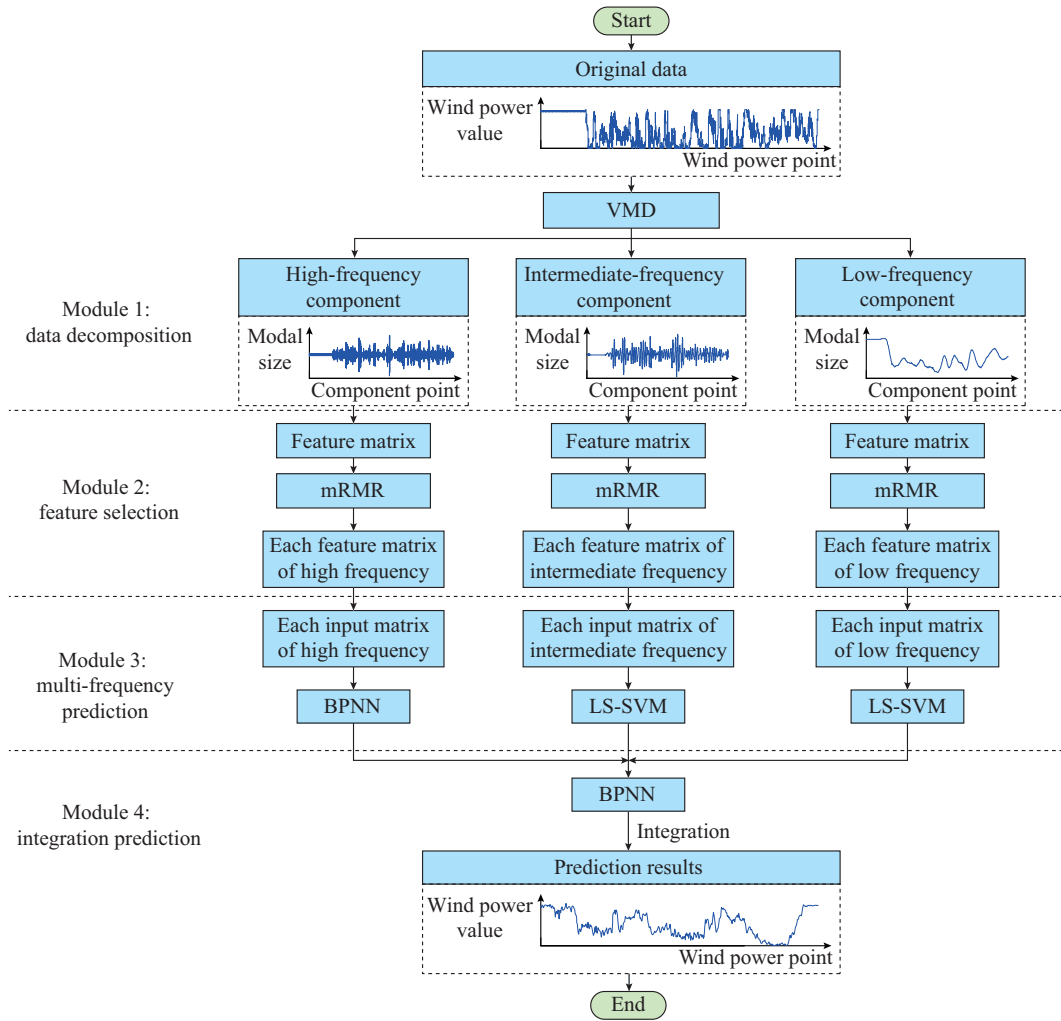 Start
Original data
Wind power
value
Wind power point
VMD
Module 1:
data decomposition
High-frequency
component
Modal
size
Component point
Intermediate-frequency
component
Modal
size
Component point
Low-frequency
component
Modal
size
Component point
Module 2:
feature selection
Feature matrix
Feature matrix
Feature matrix
mRMR
mRMR
mRMR
Each feature matrix
of high frequency
Each feature matrix of
intermediate frequency
Each feature matrix
of low frequency
Module 3:
multi-frequency
prediction
Each input matrix
of high frequency
Each input matrix of
intermediate frequency
Each input matrix
of low frequency
BPNN
LS-SVM
LS-SVM
Module 4:
integration prediction
BPNN
Integration
Prediction results
Wind power
value
Wind power point
End